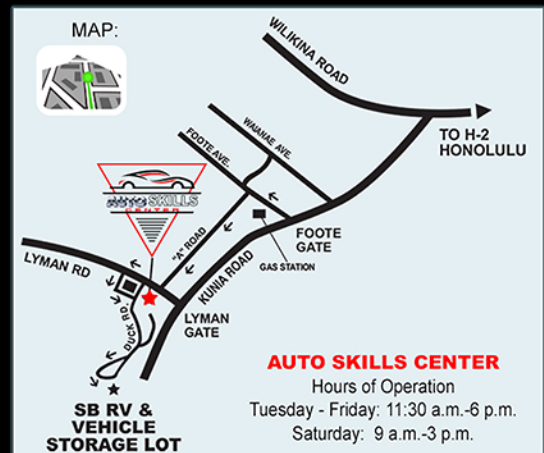 MAP:
WILIKINA ROAD
TO H-2
HONOLULU
WAIANAE AVE.
FOOTE AVE.
AUTO SKILLS
CENTER
"A" ROAD
FOOTE
GATE
GAS STATION
KUNIA ROAD
LYMAN RD
LYMAN
GATE
DUCK RD.
SB RV &
VEHICLE
STORAGE LOT
AUTO SKILLS CENTER
Hours of Operation
Tuesday - Friday: 11:30 a.m.-6 p.m.
Saturday: 9 a.m.-3 p.m.